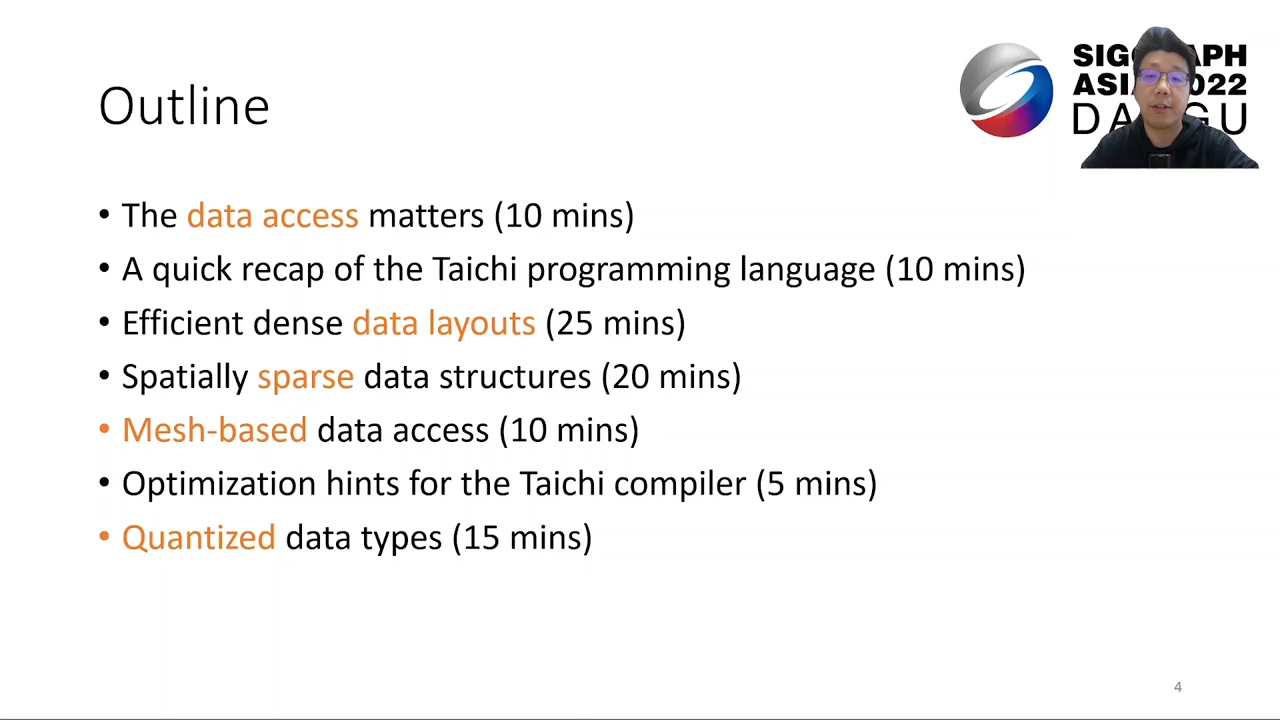 Outline
• The data access matters (10 mins)
• A quick recap of the Taichi programming language (10 mins)
• Efficient dense data layouts (25 mins)
• Spatially sparse data structures (20 mins)
• Mesh-based data access (10 mins)
• Optimization hints for the Taichi compiler (5 mins)
• Quantized data types (15 mins)
4